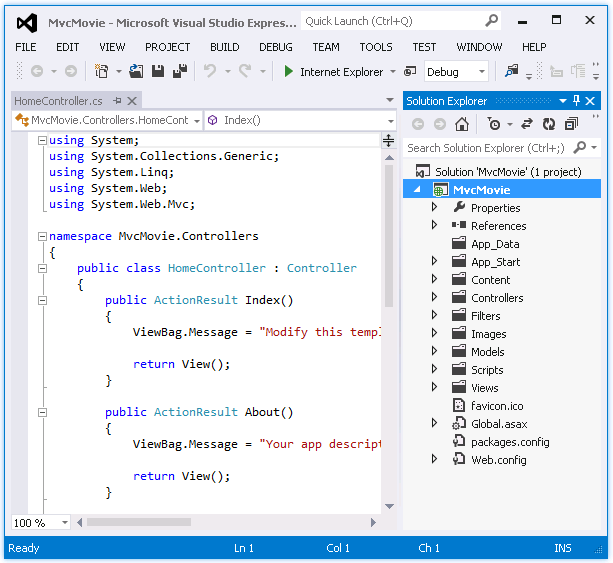 MvcMovie - Microsoft Visual Studio Expres...
Quick Launch (Ctrl+Q)
FILE EDIT VIEW PROJECT BUILD DEBUG TEAM TOOLS TEST WINDOW HELP
Internet Explorer Debug
HomeController.cs
MvcMovie.Controllers.HomeCont Index()
using System;
using System.Collections.Generic;
using System.Linq;
using System.Web;
using System.Web.Mvc;
namespace MvcMovie.Controllers
{
public class HomeController : Controller
{
public ActionResult Index()
{
ViewBag.Message = "Modify this templ
return View();
}
public ActionResult About()
{
ViewBag.Message = "Your app descript
return View();
}
100 %
Solution Explorer
Search Solution Explorer (Ctrl+;)
Solution 'MvcMovie' (1 project)
MvcMovie
Properties
References
App_Data
App_Start
Content
Controllers
Filters
Images
Models
Scripts
Views
favicon.ico
Global.asax
packages.config
Web.config
Ready Ln 1 Col 1 Ch 1 INS